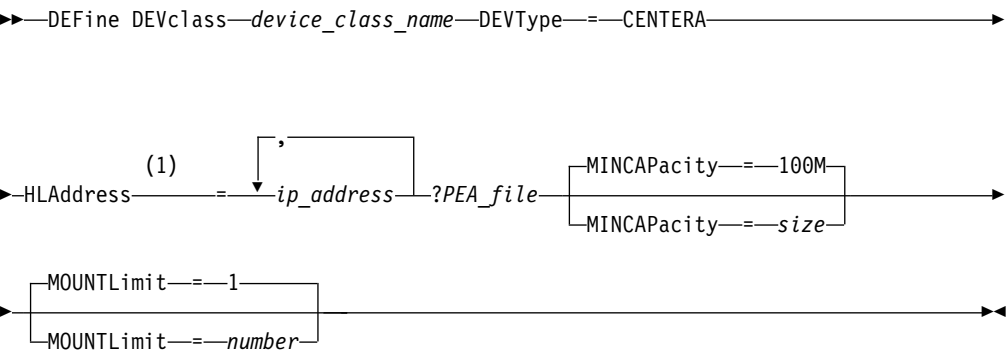 DEFine DEVclass device_class_name DEVType = CENTERA
,
(1)
HLAddress = ip_address ?PEA_file
MINCAPacity = 100M
MINCAPacity = size
MOUNTLimit = 1
MOUNTLimit = number